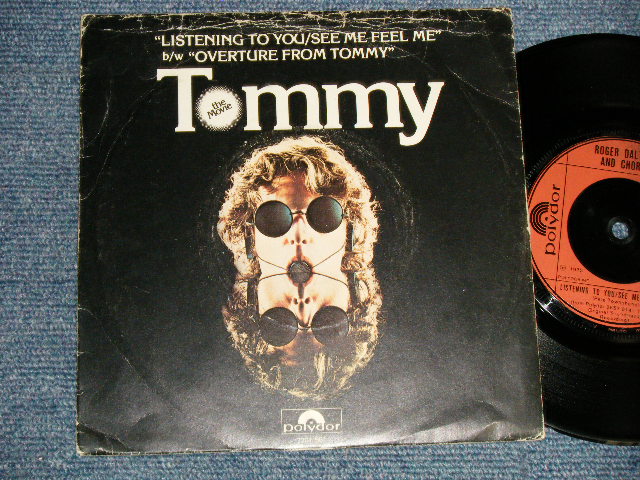 "LISTENING TO YOU/SEE ME FEEL ME"
b/w "OVERTURE FROM TOMMY"
Tommy
the Movie
polydor
ROGER DAL
AND CHOR
polydor
1975
LISTENING TO YOU/SEE ME